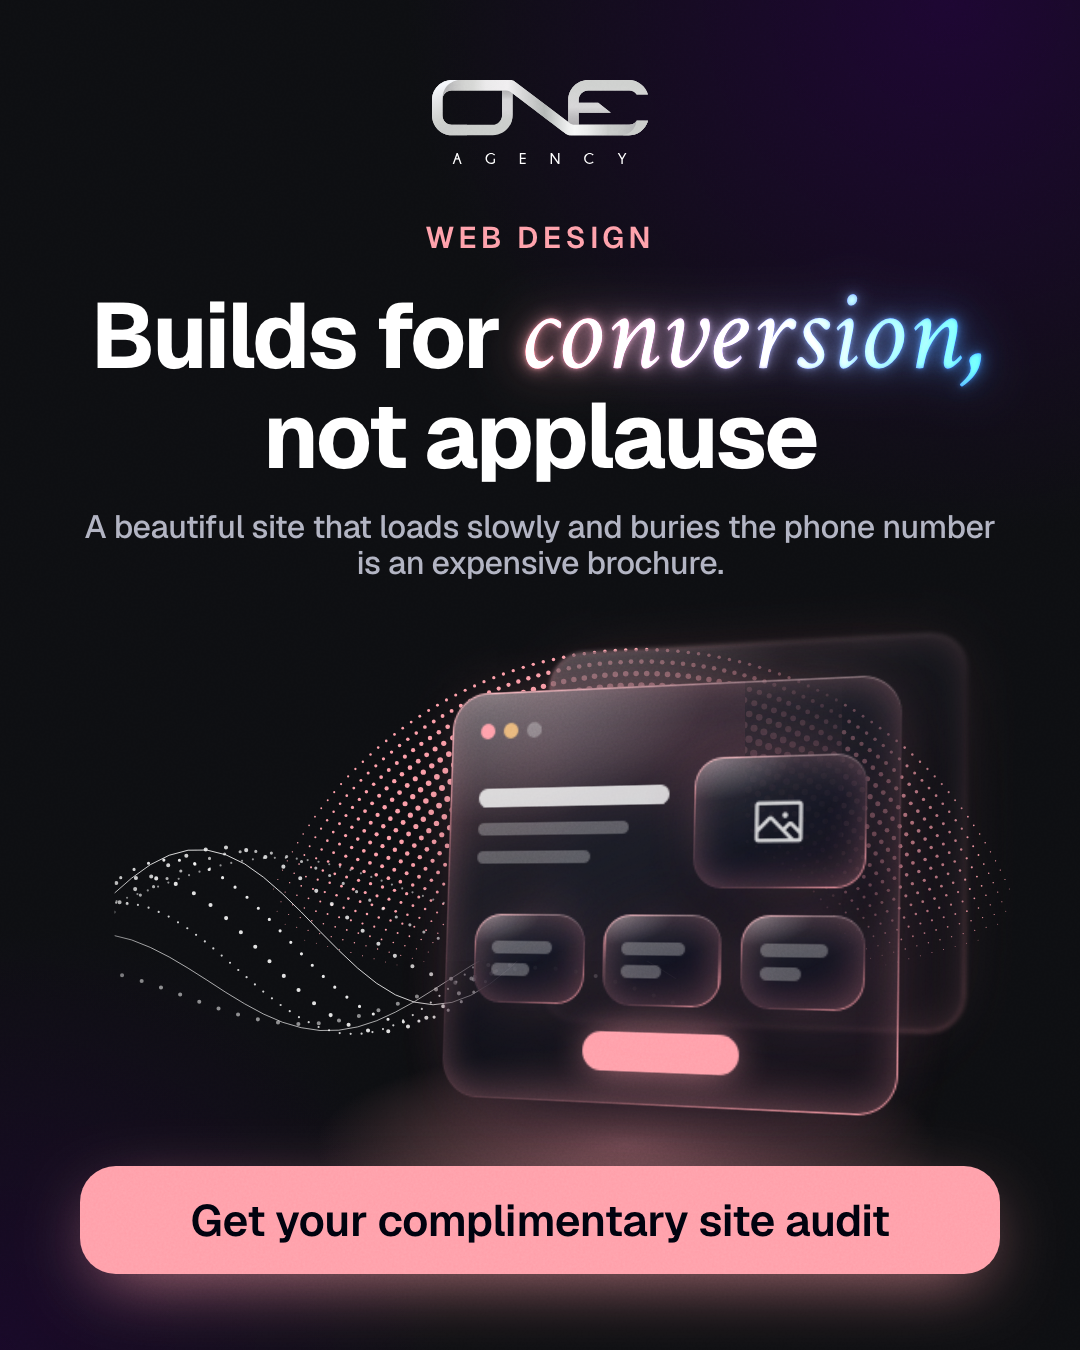 ONE
AGENCY
WEB DESIGN
Builds for conversion,
not applause
A beautiful site that loads slowly and buries the phone number
is an expensive brochure.
Get your complimentary site audit